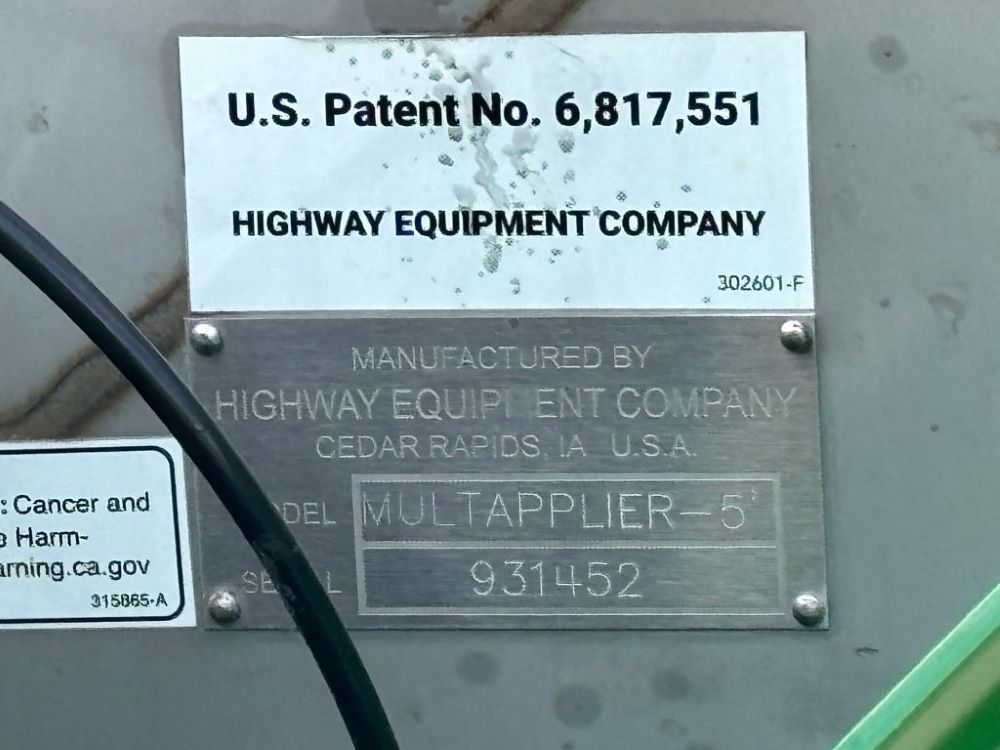 U.S. Patent No. 6,817,551
HIGHWAY EQUIPMENT COMPANY
302601-F
MANUFACTURED BY
HIGHWAY EQUIPMENT COMPANY
CEDAR RAPIDS, IA U.S.A.
DEL MULTAPPLIER-5'
931452
: Cancer and
Harm-
arning.ca.gov
315865-A